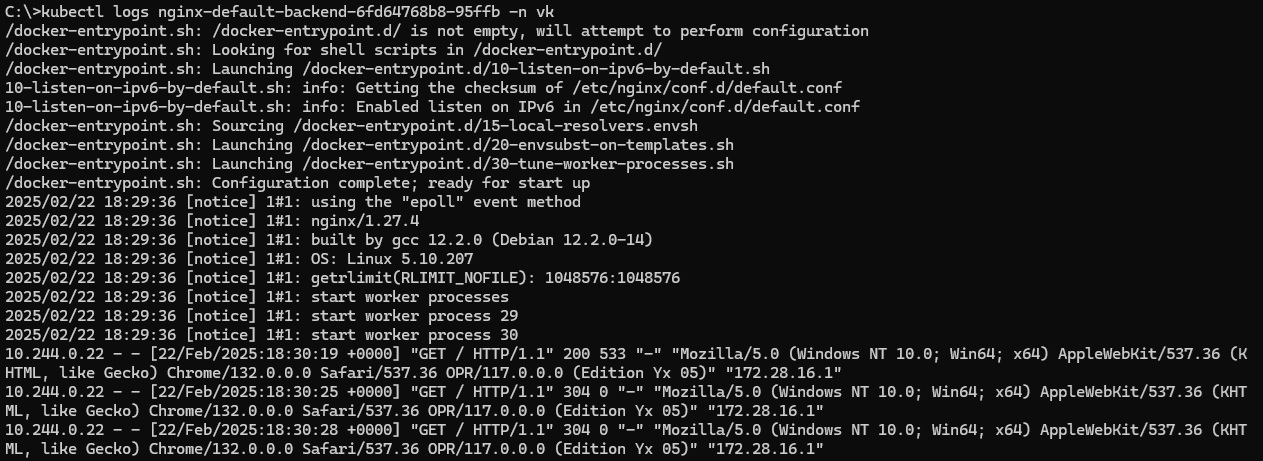 C:\>kubectl logs nginx-default-backend-6fd64768b8-95ffb -n vk
/docker-entrypoint.sh: /docker-entrypoint.d/ is not empty, will attempt to perform configuration
/docker-entrypoint.sh: Looking for shell scripts in /docker-entrypoint.d/
/docker-entrypoint.sh: Launching /docker-entrypoint.d/10-listen-on-ipv6-by-default.sh
10-listen-on-ipv6-by-default.sh: info: Getting the checksum of /etc/nginx/conf.d/default.conf
10-listen-on-ipv6-by-default.sh: info: Enabled listen on IPv6 in /etc/nginx/conf.d/default.conf
/docker-entrypoint.sh: Sourcing /docker-entrypoint.d/15-local-resolvers.envsh
/docker-entrypoint.sh: Launching /docker-entrypoint.d/20-envsubst-on-templates.sh
/docker-entrypoint.sh: Launching /docker-entrypoint.d/30-tune-worker-processes.sh
/docker-entrypoint.sh: Configuration complete; ready for start up
2025/02/22 18:29:36 [notice] 1#1: using the "epoll" event method
2025/02/22 18:29:36 [notice] 1#1: nginx/1.27.4
2025/02/22 18:29:36 [notice] 1#1: built by gcc 12.2.0 (Debian 12.2.0-14)
2025/02/22 18:29:36 [notice] 1#1: OS: Linux 5.10.207
2025/02/22 18:29:36 [notice] 1#1: getrlimit(RLIMIT_NOFILE): 1048576:1048576
2025/02/22 18:29:36 [notice] 1#1: start worker processes
2025/02/22 18:29:36 [notice] 1#1: start worker process 29
2025/02/22 18:29:36 [notice] 1#1: start worker process 30
10.244.0.22 - - [22/Feb/2025:18:30:19 +0000] "GET / HTTP/1.1" 200 533 "-" "Mozilla/5.0 (Windows NT 10.0; Win64; x64) AppleWebKit/537.36 (K
HTML, like Gecko) Chrome/132.0.0.0 Safari/537.36 OPR/117.0.0.0 (Edition Yx 05)" "172.28.16.1"
10.244.0.22 - - [22/Feb/2025:18:30:25 +0000] "GET / HTTP/1.1" 304 0 "-" "Mozilla/5.0 (Windows NT 10.0; Win64; x64) AppleWebKit/537.36 (KHT
ML, like Gecko) Chrome/132.0.0.0 Safari/537.36 OPR/117.0.0.0 (Edition Yx 05)" "172.28.16.1"
10.244.0.22 - - [22/Feb/2025:18:30:28 +0000] "GET / HTTP/1.1" 304 0 "-" "Mozilla/5.0 (Windows NT 10.0; Win64; x64) AppleWebKit/537.36 (KHT
ML, like Gecko) Chrome/132.0.0.0 Safari/537.36 OPR/117.0.0.0 (Edition Yx 05)" "172.28.16.1"